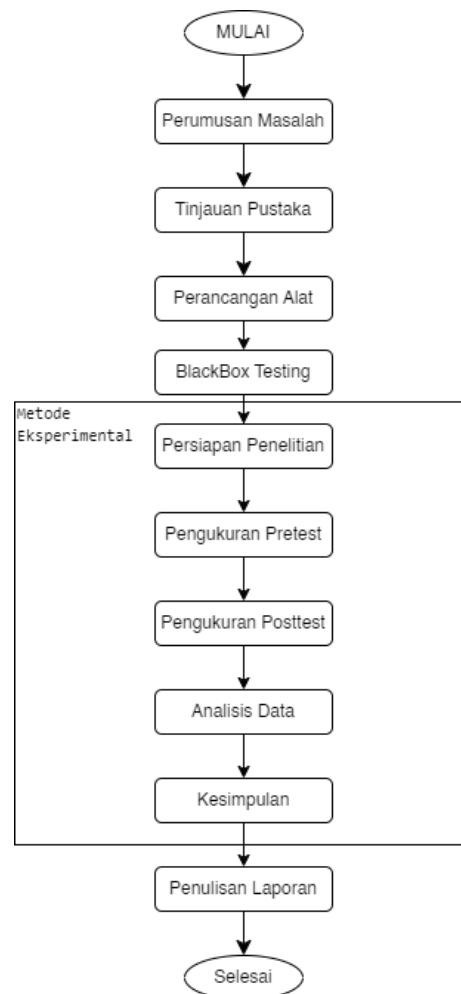 MULAI
Perumusan Masalah
Tinjauan Pustaka
Perancangan Alat
BlackBox Testing
Metode
Eksperimental
Persiapan Penelitian
Pengukuran Pretest
Pengukuran Posttest
Analisis Data
Kesimpulan
Penulisan Laporan
Selesai